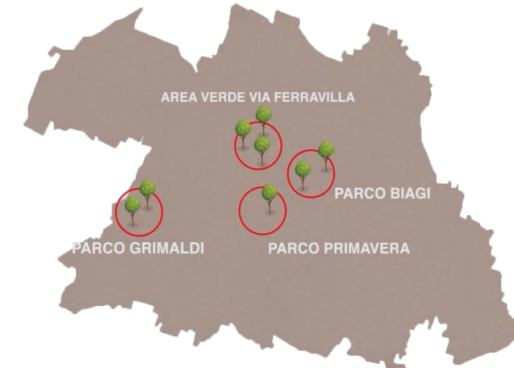 AREA VERDE VIA FERRAVILLA
PARCO BIAGI
PARCO GRIMALDI
PARCO PRIMAVERA